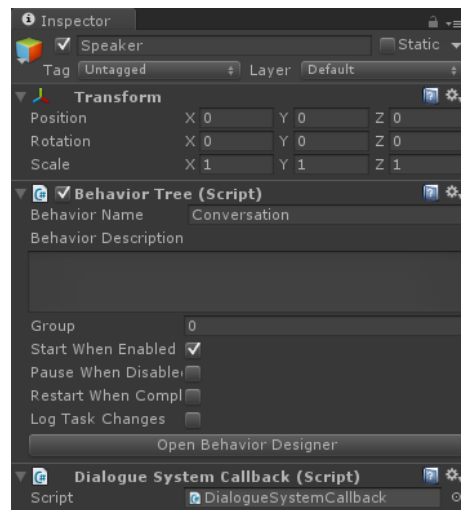 Inspector
Speaker Static
Tag Untagged Layer Default
Transform
Position X 0 Y 0 Z 0
Rotation X 0 Y 0 Z 0
Scale X 1 Y 1 Z 1
Behavior Tree (Script)
Behavior Name Conversation
Behavior Description
Group 0
Start When Enabled
Pause When Disable
Restart When Compl
Log Task Changes
Open Behavior Designer
Dialogue System Callback (Script)
Script DialogueSystemCallback